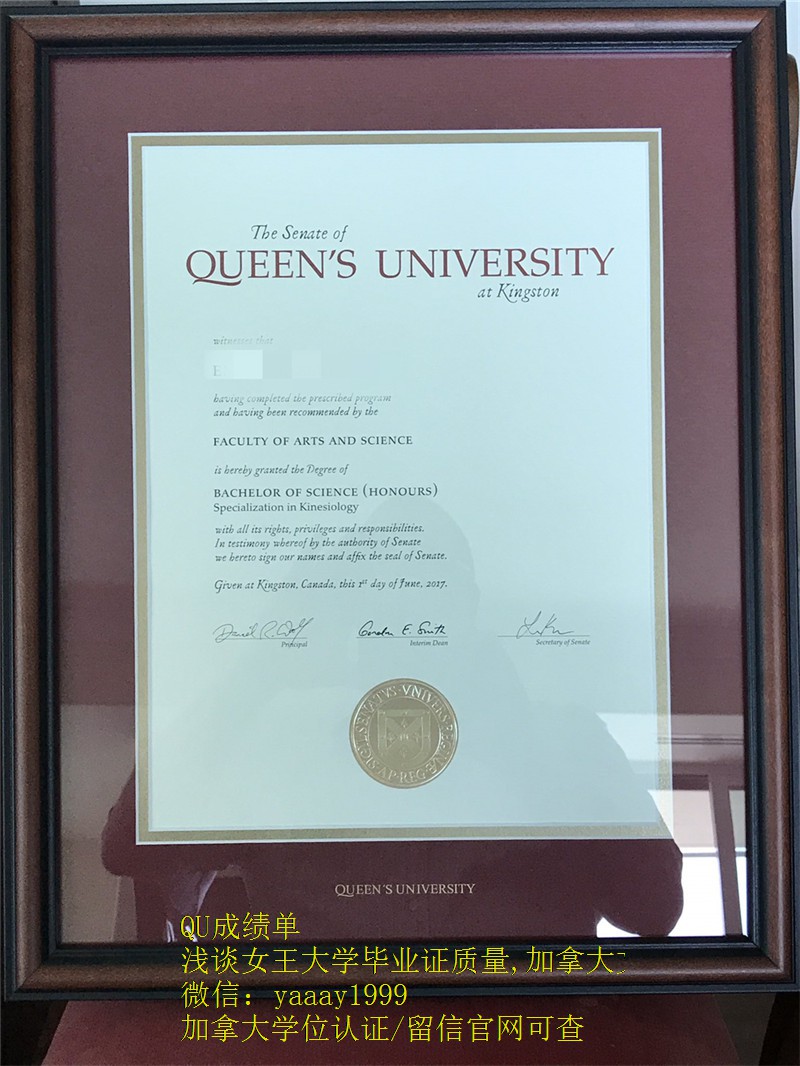 The Senate of
QUEEN'S UNIVERSITY
at Kingston
witnesses that
E
having completed the prescribed program
and having been recommended by the
FACULTY OF ARTS AND SCIENCE
is hereby granted the Degree of
BACHELOR OF SCIENCE (HONOURS)
Specialization in Kinesiology
with all its rights, privileges and responsibilities.
In testimony whereof by the authority of Senate
we hereto sign our names and affix the seal of Senate.
Given at Kingston, Canada, this 1st day of June, 2017.
Daniel R. Woolf Gordon E. Smith
Principal Interim Dean Secretary of Senate
QUEEN'S UNIVERSITY
QU成绩单
浅谈女王大学毕业证质量,加拿大
微信: yaaay1999
加拿大学位认证/留信官网可查